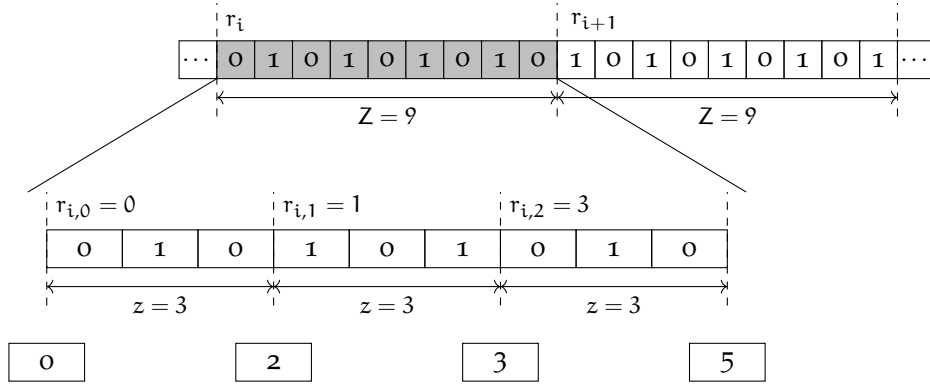 r_i r_{i+1}
⋯ 0 1 0 1 0 1 0 1 0 1 0 1 0 1 0 1 0 1 ⋯
Z = 9 Z = 9
r_{i,0} = 0 r_{i,1} = 1 r_{i,2} = 3
0 1 0 1 0 1 0 1 0
z = 3 z = 3 z = 3
0 2 3 5